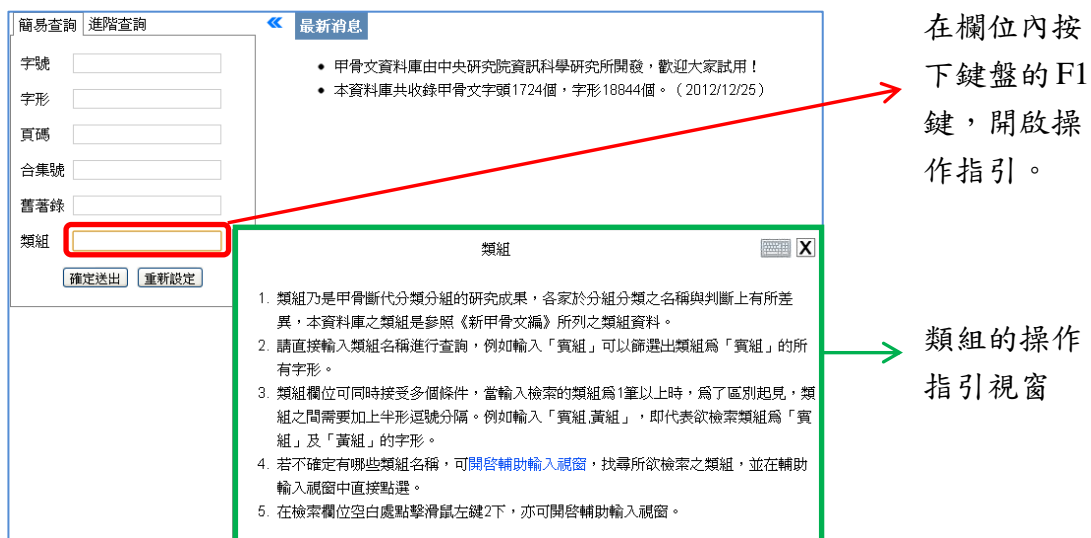 簡易查詢 進階查詢
字號
字形
頁碼
合集號
舊著錄
類組
確定送出 重新設定
« 最新消息
• 甲骨文資料庫由中央研究院資訊科學研究所開發，歡迎大家試用！
• 本資料庫共收錄甲骨文字頭1724個，字形18844個。（2012/12/25）
類組 X
1. 類組乃是甲骨斷代分類分組的研究成果，各家於分組分類之名稱與判斷上有所差
異，本資料庫之類組是參照《新甲骨文編》所列之類組資料。
2. 請直接輸入類組名稱進行查詢，例如輸入「賓組」可以篩選出類組為「賓組」的所
有字形。
3. 類組欄位可同時接受多個條件，當輸入檢索的類組為1筆以上時，為了區別起見，類
組之間需要加上半形逗號分隔。例如輸入「賓組,黃組」，即代表欲檢索類組為「賓
組」及「黃組」的字形。
4. 若不確定有哪些類組名稱，可開啓輔助輸入視窗，找尋所欲檢索之類組，並在輔助
輸入視窗中直接點選。
5. 在檢索欄位空白處點擊滑鼠左鍵2下，亦可開啓輔助輸入視窗。
在欄位內按
下鍵盤的 F1
鍵，開啟操
作指引。
類組的操作
指引視窗